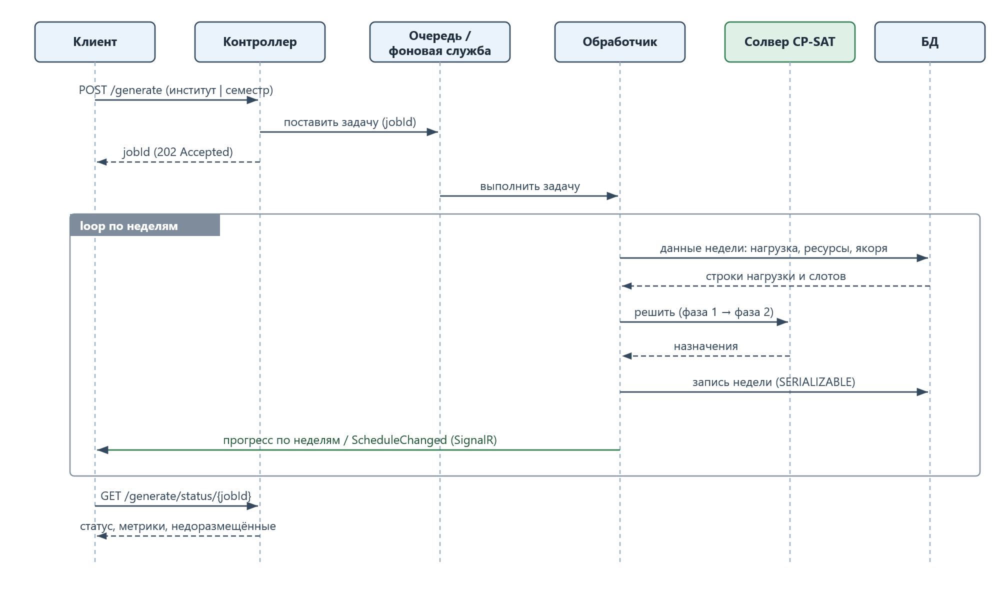 Клиент
Контроллер
Очередь /
фоновая служба
Обработчик
Солвер CP-SAT
БД
POST /generate (институт | семестр)
поставить задачу (jobId)
jobId (202 Accepted)
выполнить задачу
loop по неделям
данные недели: нагрузка, ресурсы, якоря
строки нагрузки и слотов
решить (фаза 1 → фаза 2)
назначения
запись недели (SERIALIZABLE)
прогресс по неделям / ScheduleChanged (SignalR)
GET /generate/status/{jobId}
статус, метрики, недоразмещённые